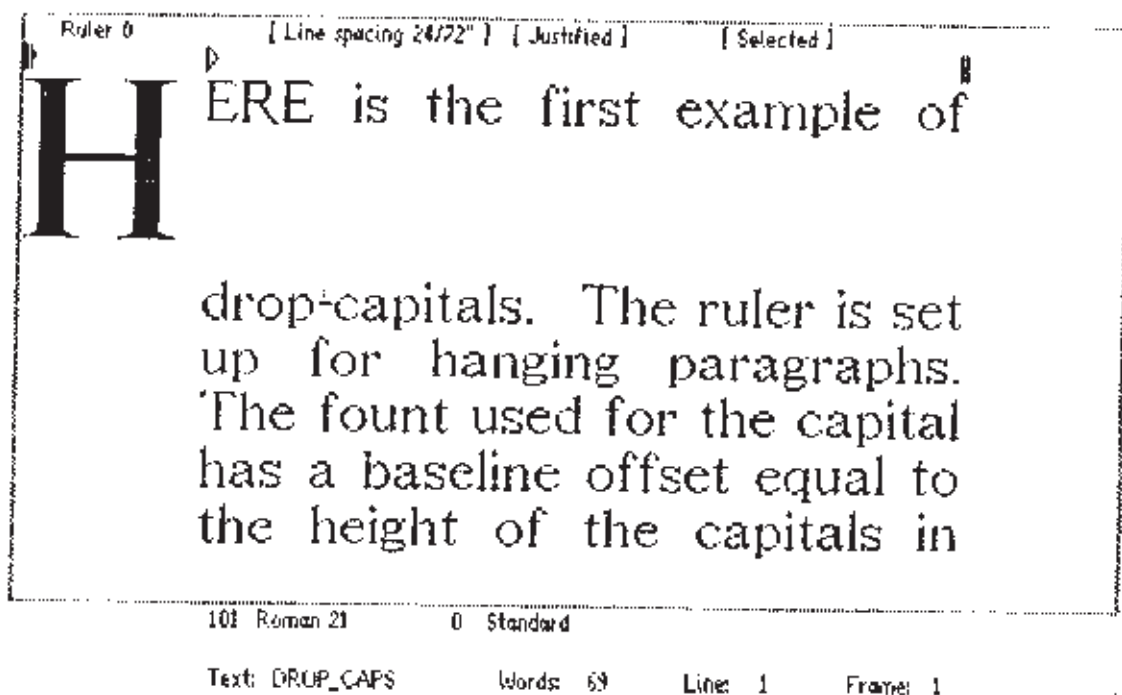 Ruler 0 [ Line spacing 24/72" ] [ Justified ] [ Selected ]
HERE is the first example of
drop-capitals. The ruler is set
up for hanging paragraphs.
The fount used for the capital
has a baseline offset equal to
the height of the capitals in
101 Roman 21 0 Standard
Text: DROP_CAPS Words: 69 Line: 1 Frame: 1